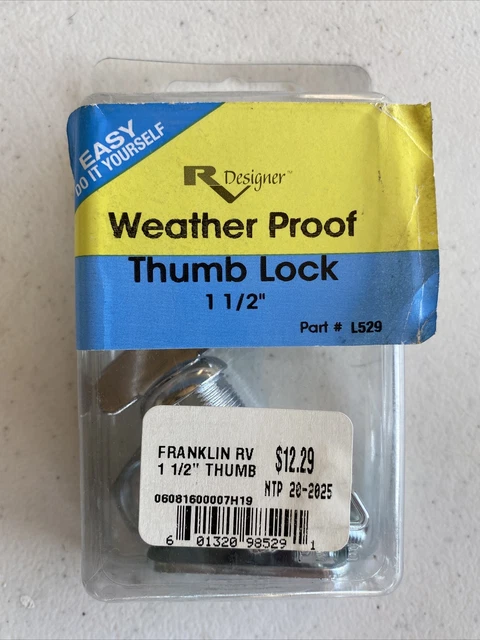 EASY
DO IT YOURSELF
RV Designer™
Weather Proof
Thumb Lock
1 1/2"
Part # L529
FRANKLIN RV $12.29
1 1/2" THUMB
NTP 20-2025
06081600007H19
6 01320 98529 1